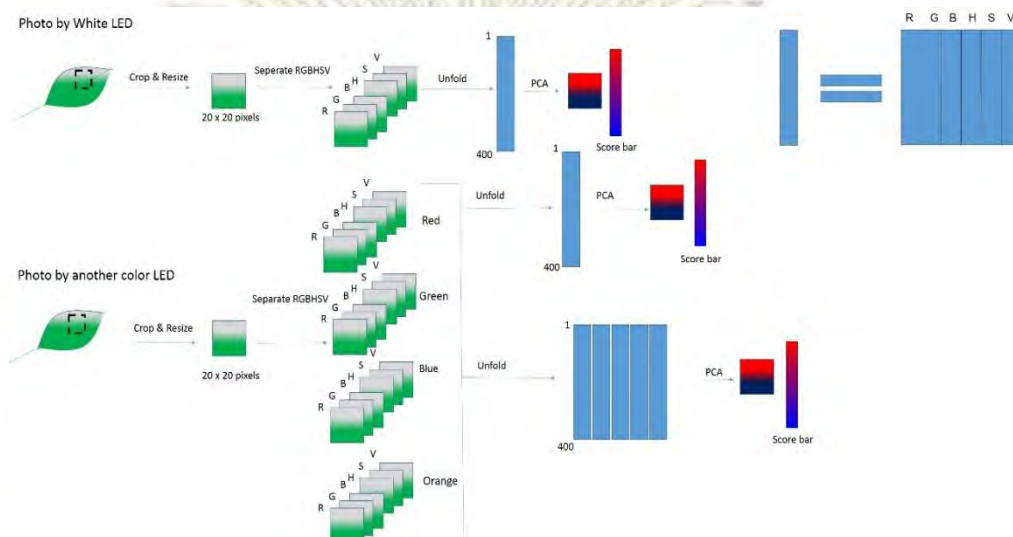 Photo by White LED
Crop & Resize
20 x 20 pixels
Seperate RGBHSV
R G B H S V
Unfold
1
400
PCA
Score bar
R G B H S V
R G B H S V
Red
Unfold
1
400
PCA
Score bar
Photo by another color LED
Crop & Resize
20 x 20 pixels
Separate RGBHSV
R G B H S V
Green
R G B H S V
Blue
R G B H S V
Orange
Unfold
1
400
PCA
Score bar